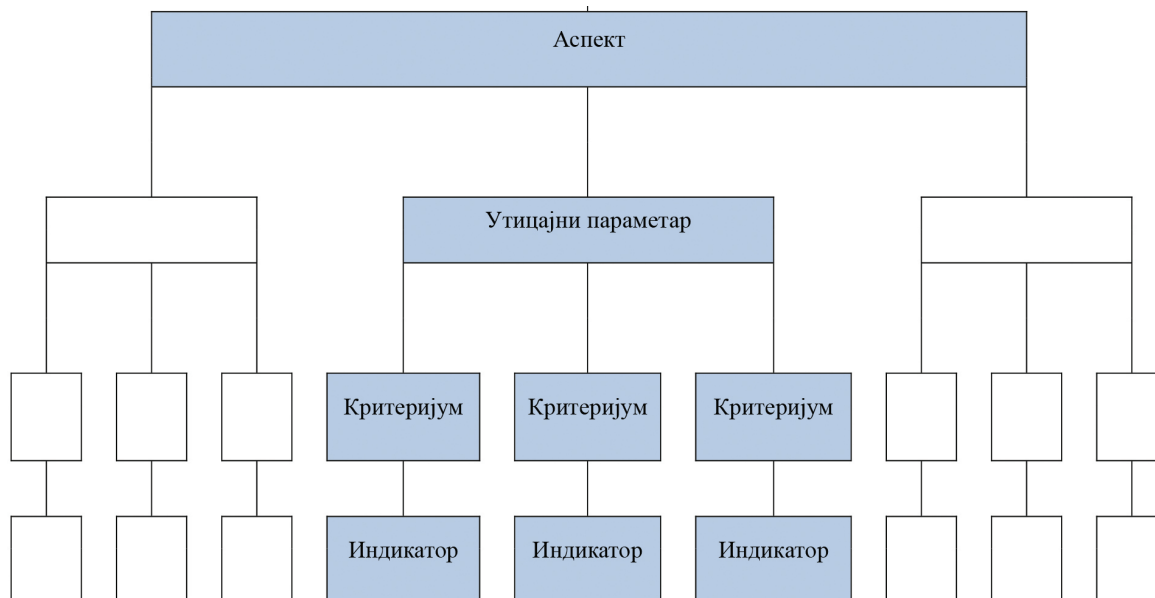 Аспект
Утицајни параметар
Критеријум
Критеријум
Критеријум
Индикатор
Индикатор
Индикатор